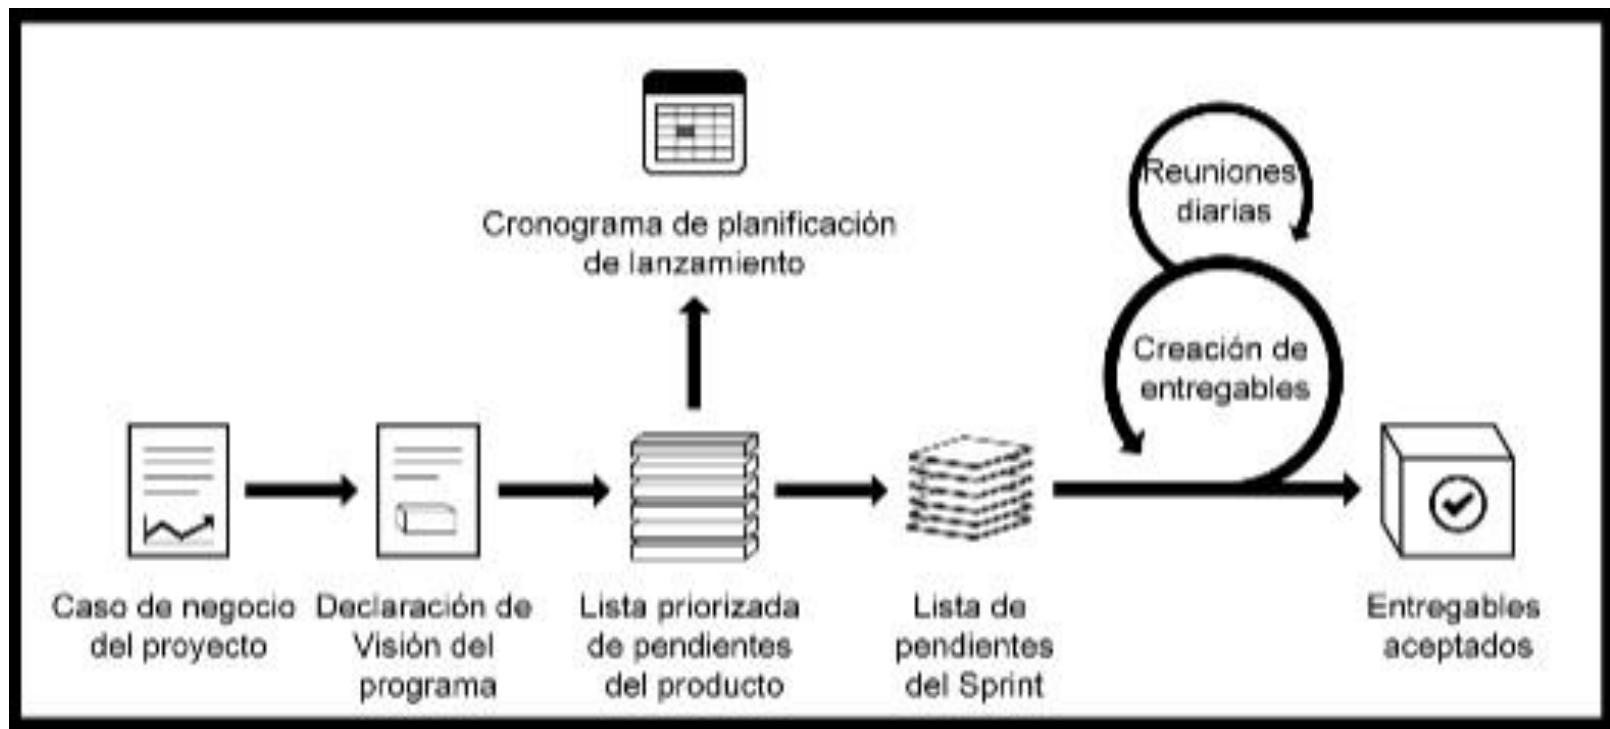 Cronograma de planificación
de lanzamiento
Reuniones
diarias
Creación de
entregables
Caso de negocio
del proyecto
Declaración de
Visión del
programa
Lista priorizada
de pendientes
del producto
Lista de
pendientes
del Sprint
Entregables
aceptados